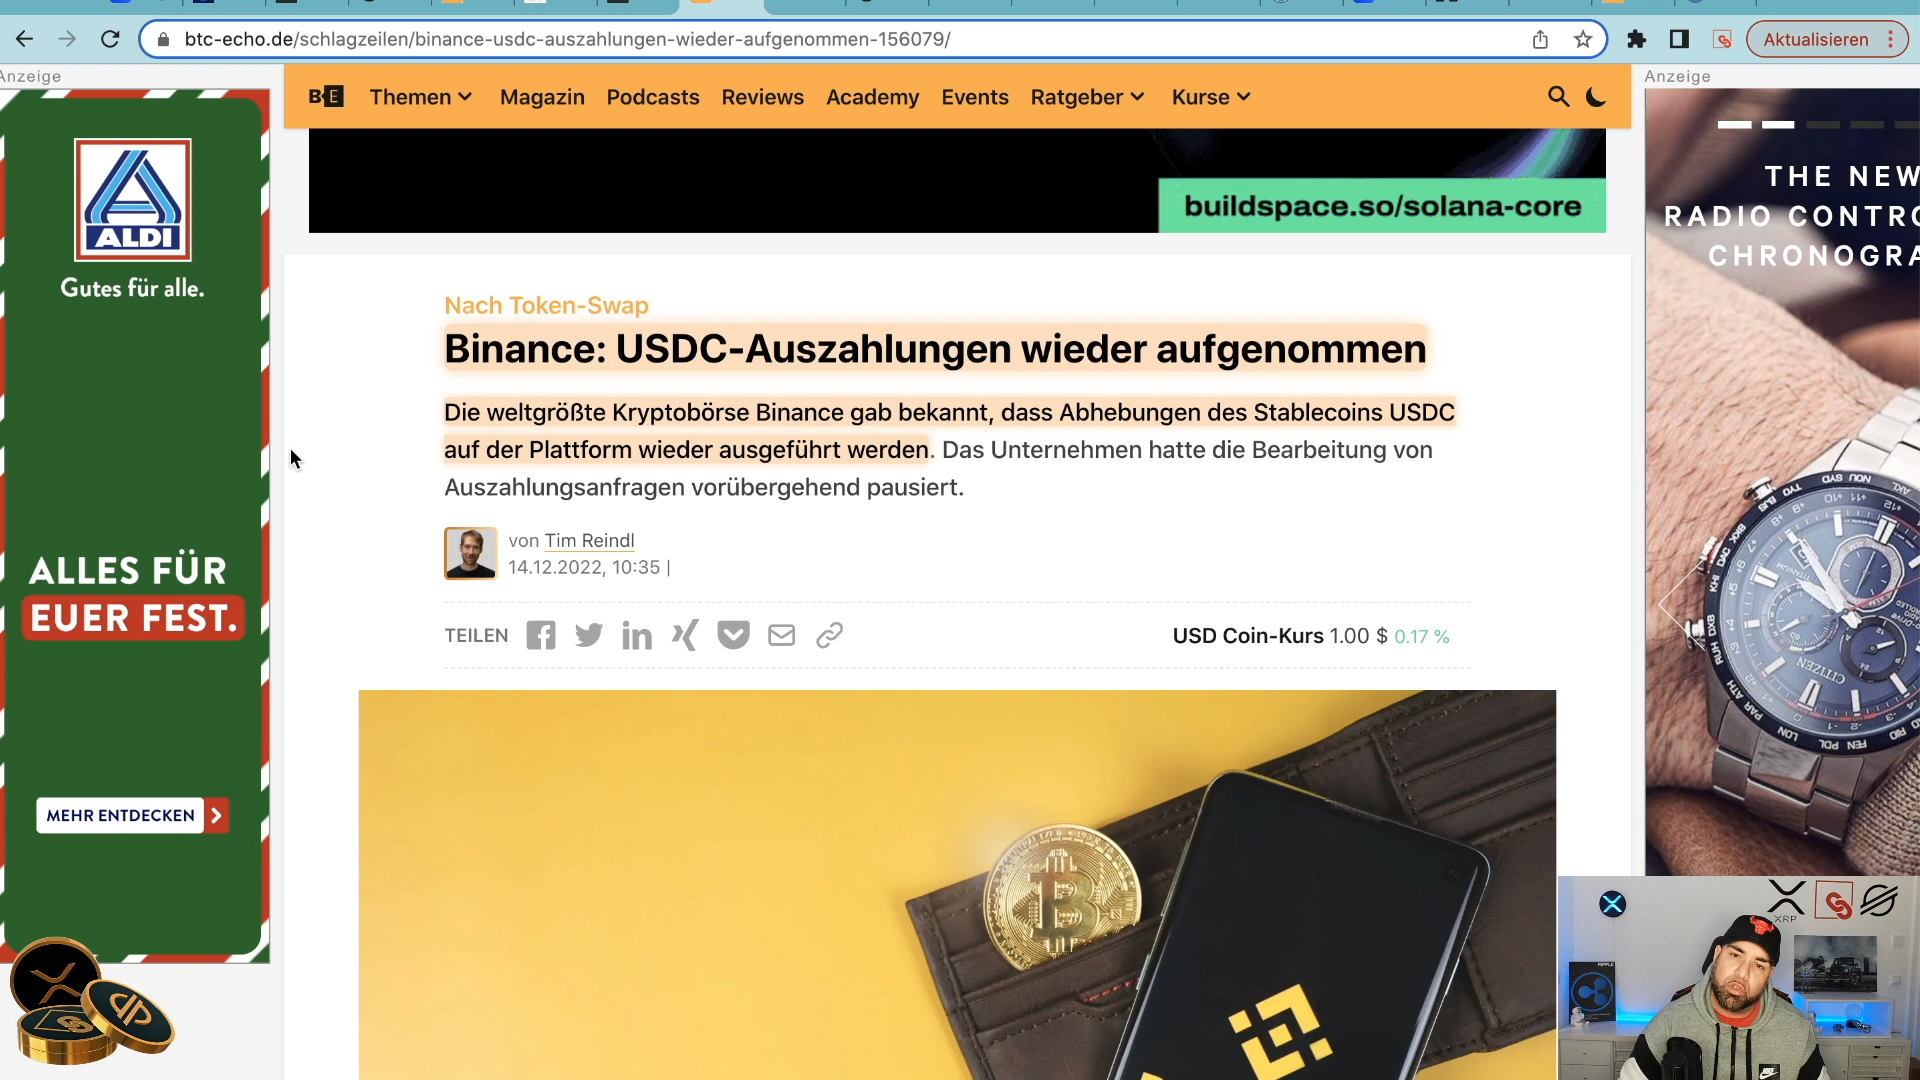 btc-echo.de/schlagzeilen/binance-usdc-auszahlungen-wieder-aufgenommen-156079/
Aktualisieren
Anzeige
Anzeige
BE
Themen
Magazin
Podcasts
Reviews
Academy
Events
Ratgeber
Kurse
buildspace.so/solana-core
ALDI
Gutes für alle.
ALLES FÜR
EUER FEST.
MEHR ENTDECKEN
THE NEW
RADIO CONTRO
CHRONOGRA
CITIZEN
Nach Token-Swap
Binance: USDC-Auszahlungen wieder aufgenommen
Die weltgrößte Kryptobörse Binance gab bekannt, dass Abhebungen des Stablecoins USDC
auf der Plattform wieder ausgeführt werden. Das Unternehmen hatte die Bearbeitung von
Auszahlungsanfragen vorübergehend pausiert.
von Tim Reindl
14.12.2022, 10:35 |
TEILEN
USD Coin-Kurs 1.00 $ 0.17 %
XRP
RIPPLE